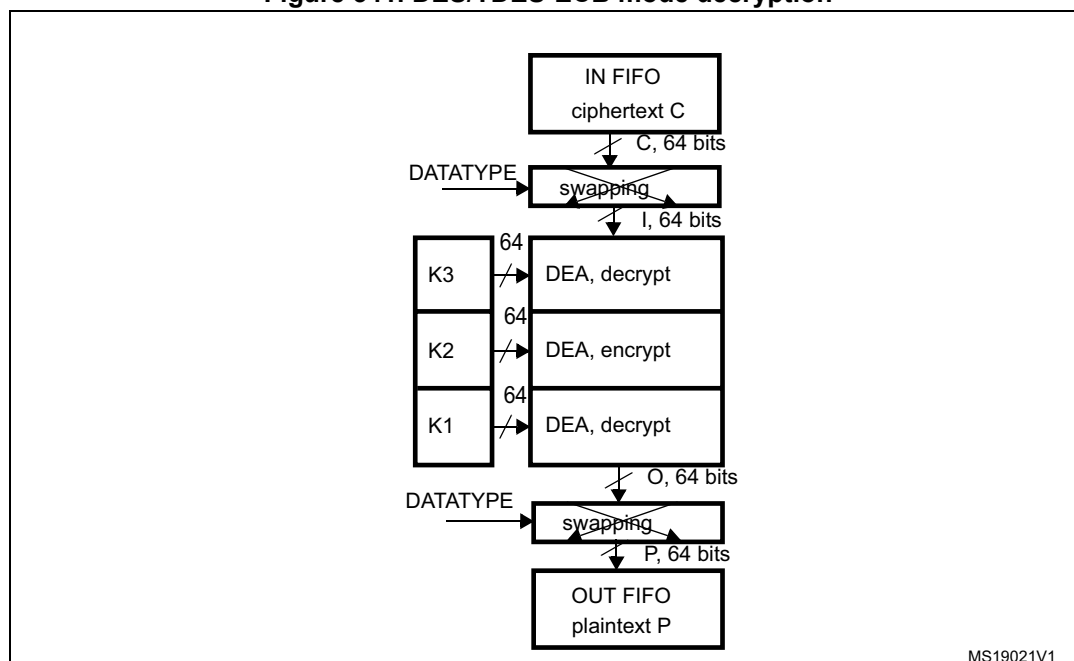 IN FIFO
ciphertext C
C, 64 bits
DATATYPE
swapping
I, 64 bits
64
K3
DEA, decrypt
64
K2
DEA, encrypt
64
K1
DEA, decrypt
O, 64 bits
DATATYPE
swapping
P, 64 bits
OUT FIFO
plaintext P
MS19021V1